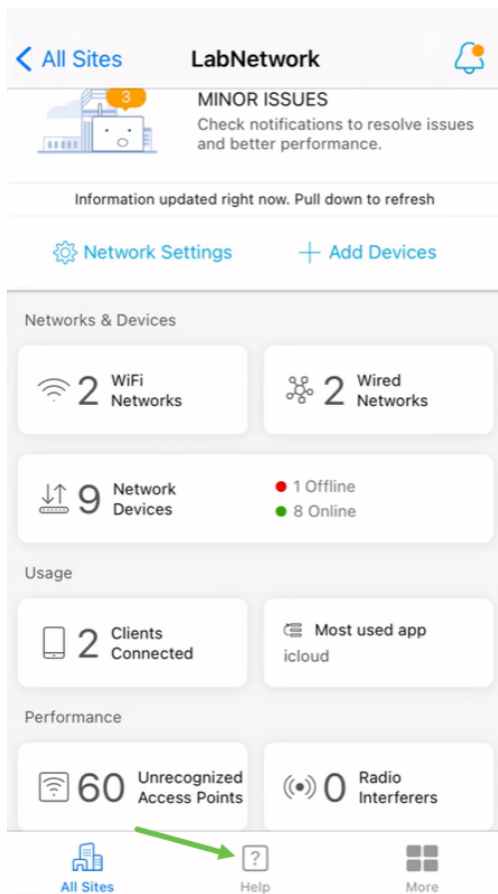 All Sites LabNetwork
3
MINOR ISSUES
Check notifications to resolve issues
and better performance.
Information updated right now. Pull down to refresh
Network Settings Add Devices
Networks & Devices
2 WiFi
Networks
2 Wired
Networks
9 Network
Devices
1 Offline
8 Online
Usage
2 Clients
Connected
Most used app
icloud
Performance
60 Unrecognized
Access Points
0 Radio
Interferers
?
All Sites Help More